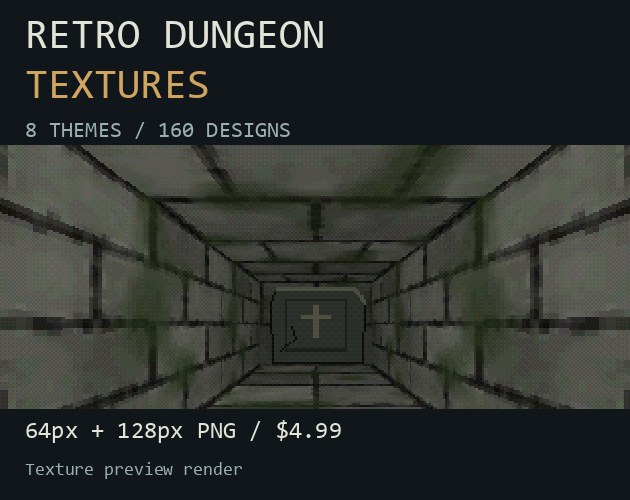 RETRO DUNGEON
TEXTURES
8 THEMES / 160 DESIGNS
64px + 128px PNG / $4.99
Texture preview render